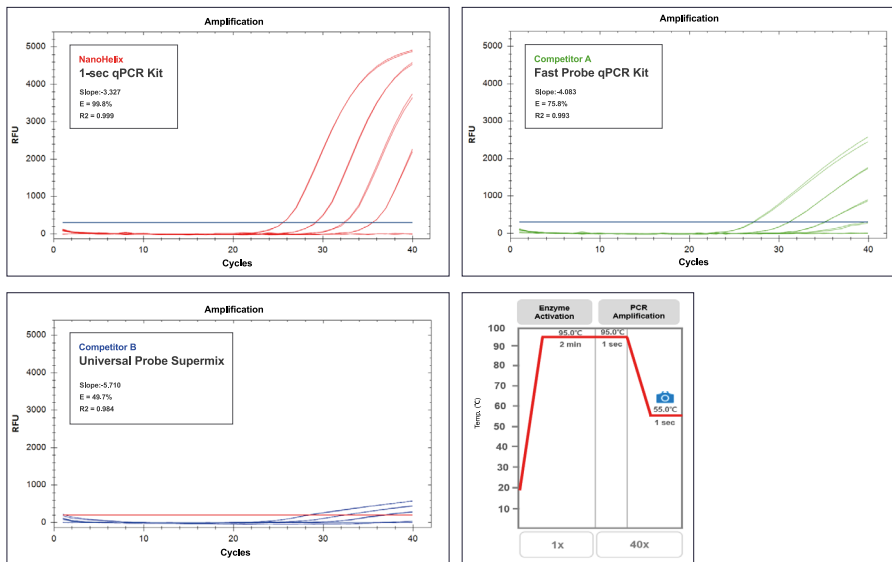 Amplification
NanoHelix
1-sec qPCR Kit
Slope:-3.327
E = 99.8%
R2 = 0.999
RFU
5000
4000
3000
2000
1000
0
0
10
20
30
40
Cycles
Amplification
Competitor A
Fast Probe qPCR Kit
Slope:-4.083
E = 75.8%
R2 = 0.993
RFU
5000
4000
3000
2000
1000
0
0
10
20
30
40
Cycles
Amplification
Competitor B
Universal Probe Supermix
Slope:-5.710
E = 49.7%
R2 = 0.984
RFU
5000
4000
3000
2000
1000
0
0
10
20
30
40
Cycles
Enzyme
Activation
PCR
Amplification
Temp. (℃)
100
90
80
70
60
50
40
30
20
10
95.0℃
2 min
95.0℃
1 sec
55.0℃
1 sec
1x
40x